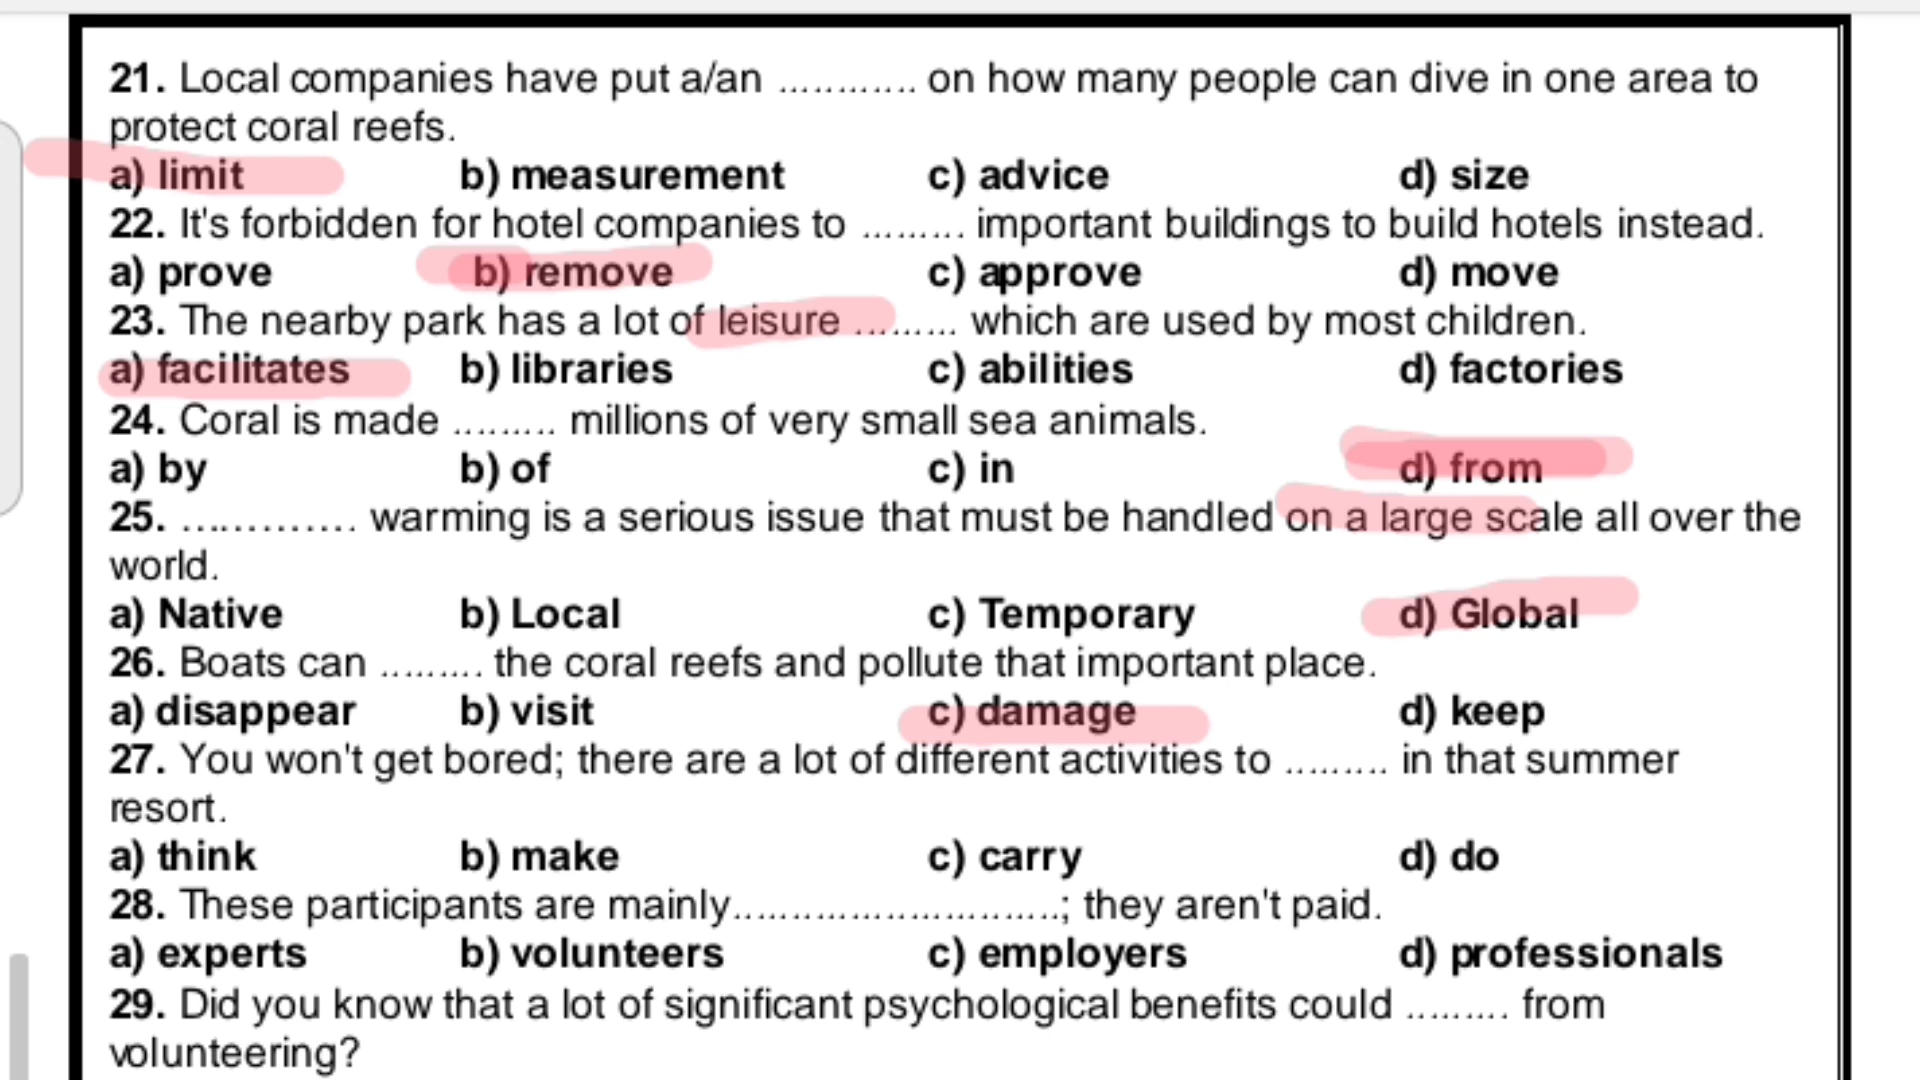 21. Local companies have put a/an ............ on how many people can dive in one area to
protect coral reefs.
a) limit b) measurement c) advice d) size
22. It's forbidden for hotel companies to ......... important buildings to build hotels instead.
a) prove b) remove c) approve d) move
23. The nearby park has a lot of leisure ......... which are used by most children.
a) facilitates b) libraries c) abilities d) factories
24. Coral is made ......... millions of very small sea animals.
a) by b) of c) in d) from
25. ............. warming is a serious issue that must be handled on a large scale all over the
world.
a) Native b) Local c) Temporary d) Global
26. Boats can ......... the coral reefs and pollute that important place.
a) disappear b) visit c) damage d) keep
27. You won't get bored; there are a lot of different activities to ......... in that summer
resort.
a) think b) make c) carry d) do
28. These participants are mainly............................; they aren't paid.
a) experts b) volunteers c) employers d) professionals
29. Did you know that a lot of significant psychological benefits could ......... from
volunteering?